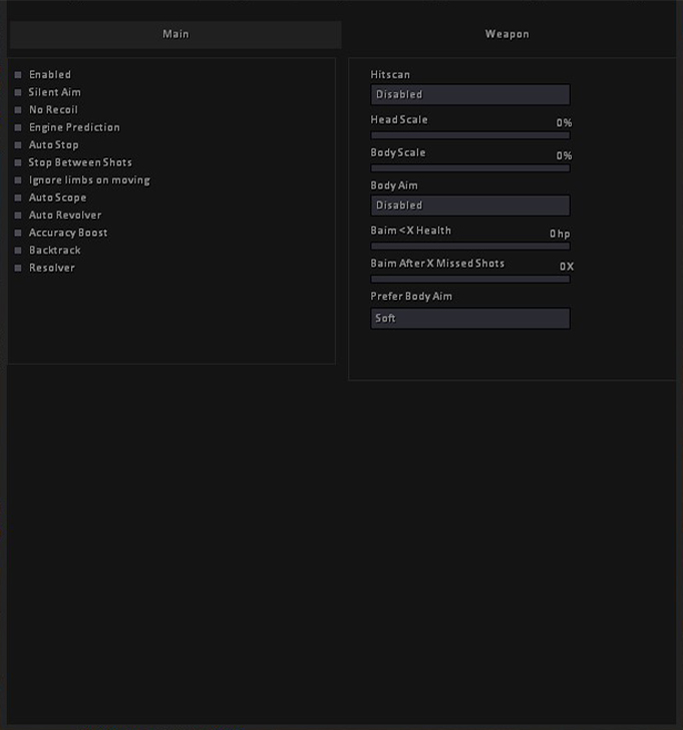 Main
Weapon
Enabled
Silent Aim
No Recoil
Engine Prediction
Auto Stop
Stop Between Shots
Ignore limbs on moving
Auto Scope
Auto Revolver
Accuracy Boost
Backtrack
Resolver
Hitscan
Disabled
Head Scale 0%
Body Scale 0%
Body Aim
Disabled
Baim < X Health 0hp
Baim After X Missed Shots 0X
Prefer Body Aim
Soft